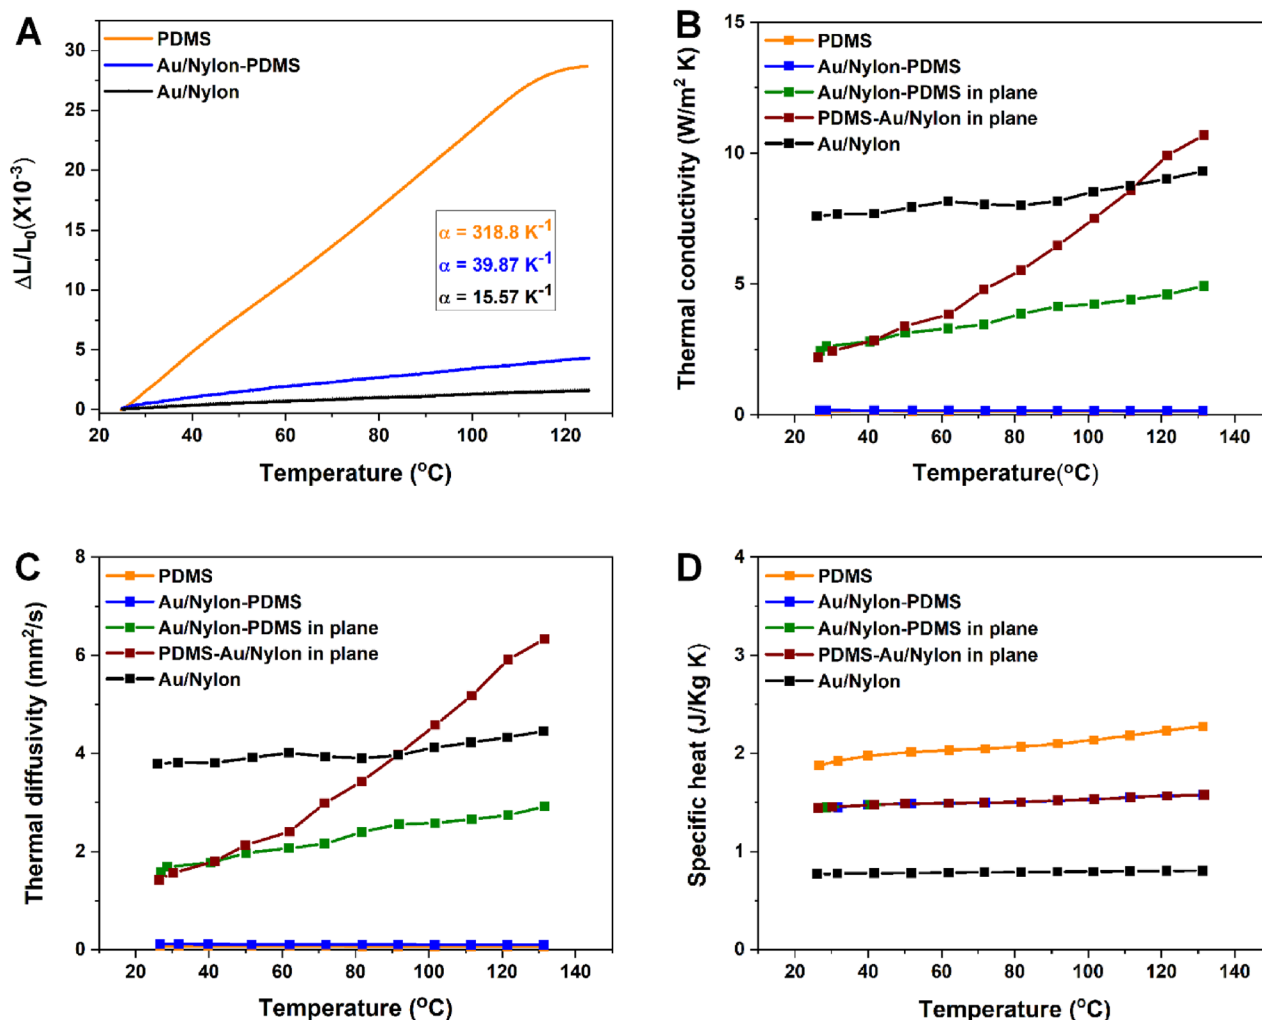 A
PDMS
Au/Nylon-PDMS
Au/Nylon
α = 318.8 K⁻¹
α = 39.87 K⁻¹
α = 15.57 K⁻¹
ΔL/L₀(X10⁻³)
30
25
20
15
10
5
0
20 40 60 80 100 120
Temperature (°C)
B
PDMS
Au/Nylon-PDMS
Au/Nylon-PDMS in plane
PDMS-Au/Nylon in plane
Au/Nylon
Thermal conductivity (W/m² K)
15
10
5
0
20 40 60 80 100 120 140
Temperature(°C)
C
PDMS
Au/Nylon-PDMS
Au/Nylon-PDMS in plane
PDMS-Au/Nylon in plane
Au/Nylon
Thermal diffusivity (mm²/s)
8
6
4
2
0
20 40 60 80 100 120 140
Temperature (°C)
D
PDMS
Au/Nylon-PDMS
Au/Nylon-PDMS in plane
PDMS-Au/Nylon in plane
Au/Nylon
Specific heat (J/Kg K)
4
3
2
1
0
20 40 60 80 100 120 140
Temperature (°C)